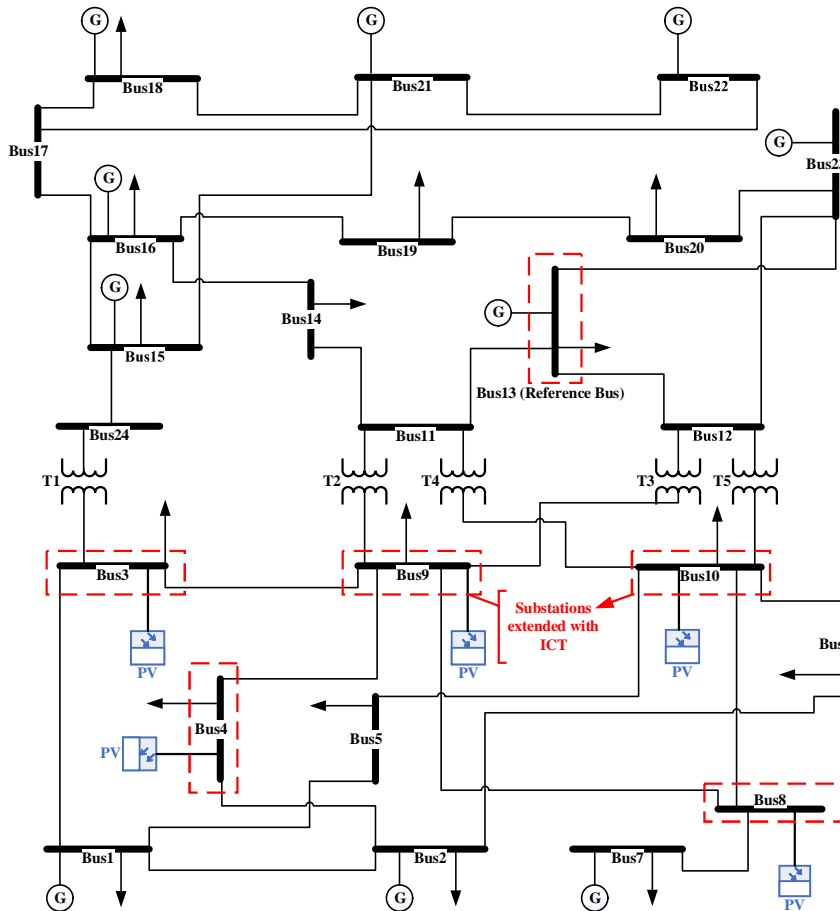 G
G
G
Bus18
Bus21
Bus22
G
Bus17
G
Bus16
Bus19
Bus20
G
Bus14
G
Bus15
Bus13 (Reference Bus)
Bus24
Bus11
Bus12
T1
T2
T4
T3
T5
Bus3
Bus9
Bus10
Substations
extended with
ICT
PV
PV
PV
Bus
Bus4
Bus5
PV
Bus8
Bus1
Bus2
Bus7
G
G
G
PV